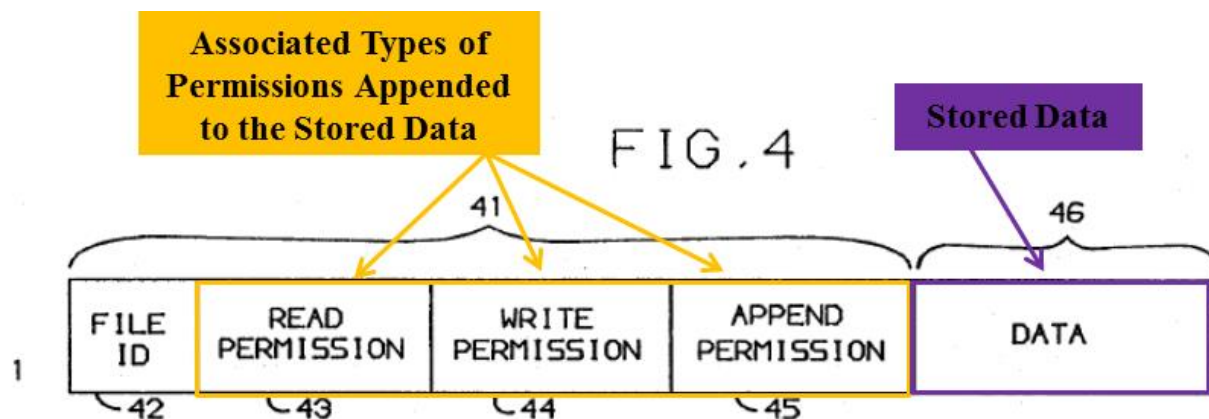 Associated Types of
Permissions Appended
to the Stored Data
Stored Data
FIG. 4
41
46
FILE
ID
READ
PERMISSION
WRITE
PERMISSION
APPEND
PERMISSION
DATA
1
42
43
44
45